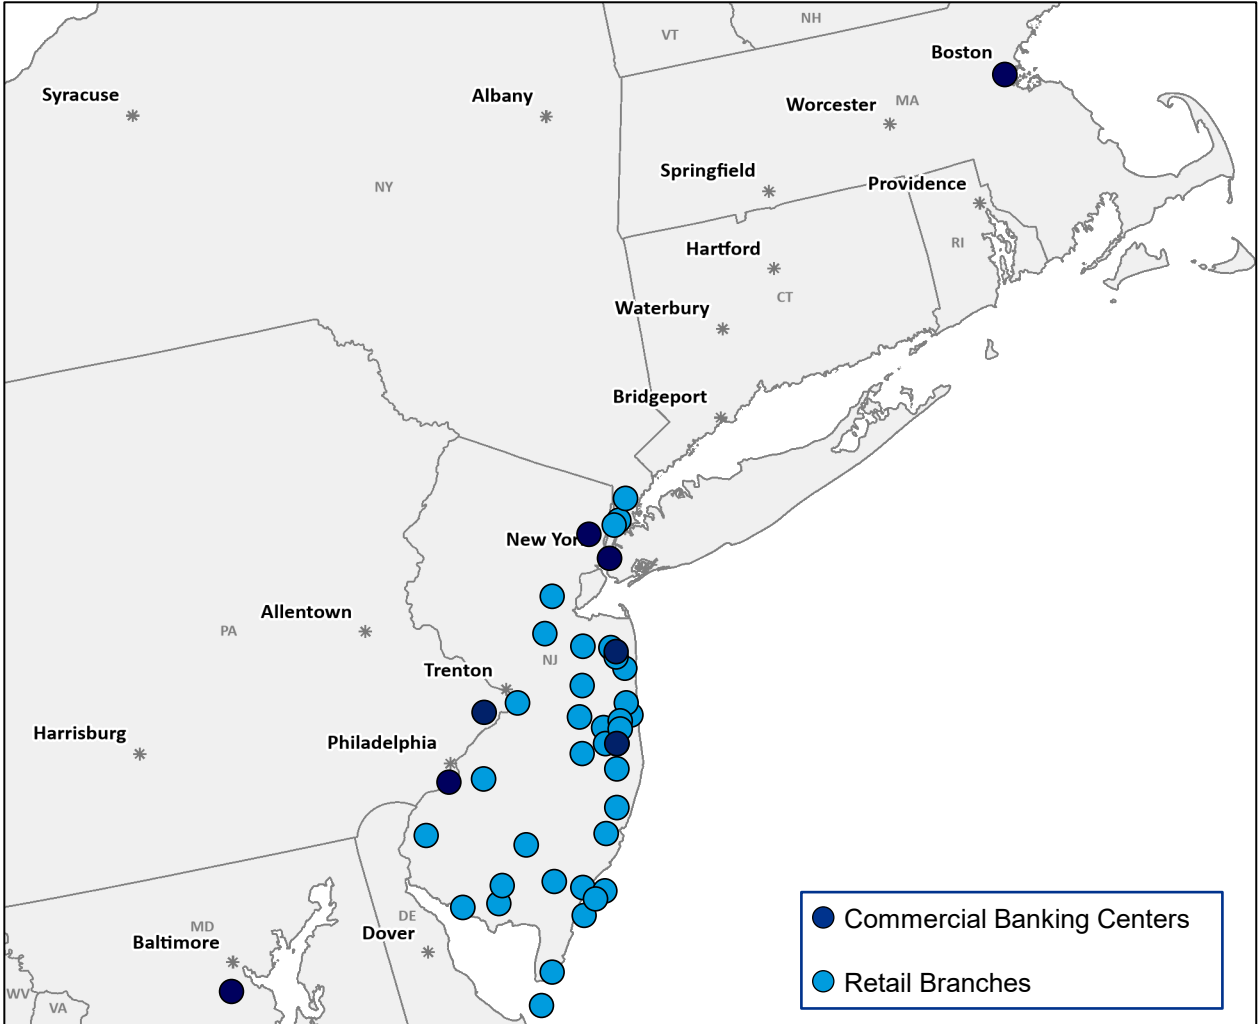 NH
VT
Boston
Syracuse
Albany
MA
Worcester
Springfield
Providence
NY
RI
Hartford
CT
Waterbury
Bridgeport
New Yor
Allentown
PA
NJ
Trenton
Harrisburg
Philadelphia
DE
MD
Dover
Baltimore
WV
VA
Commercial Banking Centers
Retail Branches